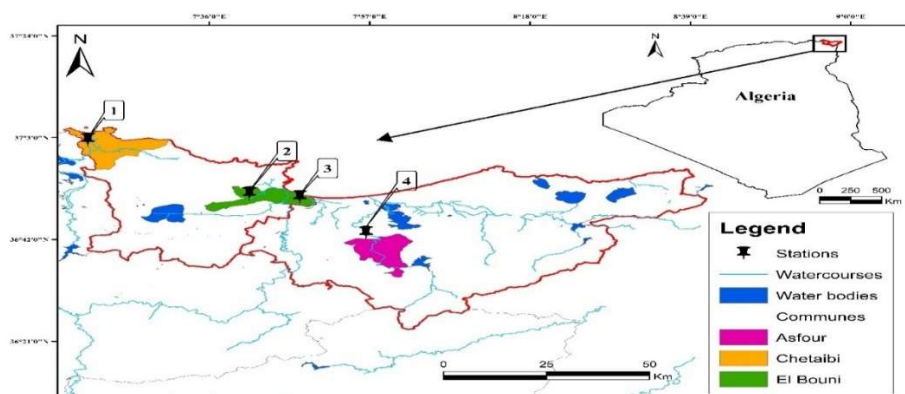 7°36'0"E 7°57'0"E 8°18'0"E 8°39'0"E 9°0'0"E
37°24'0"N
N
N
Algeria
1
37°3'0"N
2
3
4
0 250 500
Km
36°42'0"N
Legend
Stations
Watercourses
Water bodies
Communes
Asfour
Chetaibi
El Bouni
36°21'0"N
0 25 50
Km